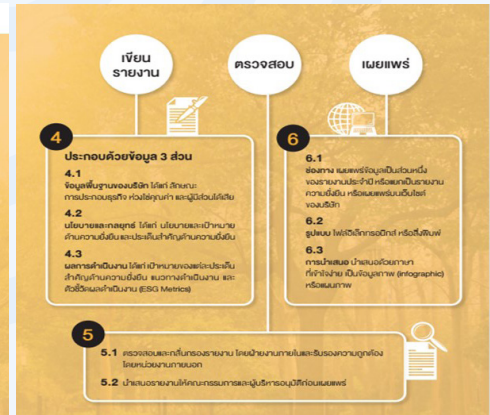 เขียน
รายงาน
ตรวจสอบ
เผยแพร่
4
ประกอบด้วยข้อมูล 3 ส่วน
4.1
ข้อมูลพื้นฐานของบริษัท ได้แก่ ลักษณะ
การประกอบธุรกิจ ห่วงโซ่คุณค่า และผู้มีส่วนได้เสีย
4.2
นโยบายและกลยุทธ์ ได้แก่ นโยบายและเป้าหมาย
ด้านความยั่งยืนและประเด็นสำคัญด้านความยั่งยืน
4.3
ผลการดำเนินงาน ได้แก่ เป้าหมายของแต่ละประเด็น
สำคัญด้านความยั่งยืน แนวทางดำเนินงาน และ
ตัวชี้วัดผลดำเนินงาน (ESG Metrics)
6
6.1
ช่องทาง เผยแพร่ข้อมูลเป็นส่วนหนึ่ง
ของรายงานประจำปี หรือแยกเป็นรายงาน
ความยั่งยืน หรือเผยแพร่บนเว็บไซต์
ของบริษัท
6.2
รูปแบบ ไฟล์อิเล็กทรอนิกส์ หรือสิ่งพิมพ์
6.3
การนำเสนอ นำเสนอด้วยภาษา
ที่เข้าใจง่าย เป็นข้อมูลภาพ (infographic)
หรือแผนภาพ
5
5.1 ตรวจสอบและกลั่นกรองรายงาน โดยฝ่ายงานภายในและรับรองความถูกต้อง
โดยหน่วยงานภายนอก
5.2 นำเสนอรายงานให้คณะกรรมการและผู้บริหารอนุมัติก่อนเผยแพร่